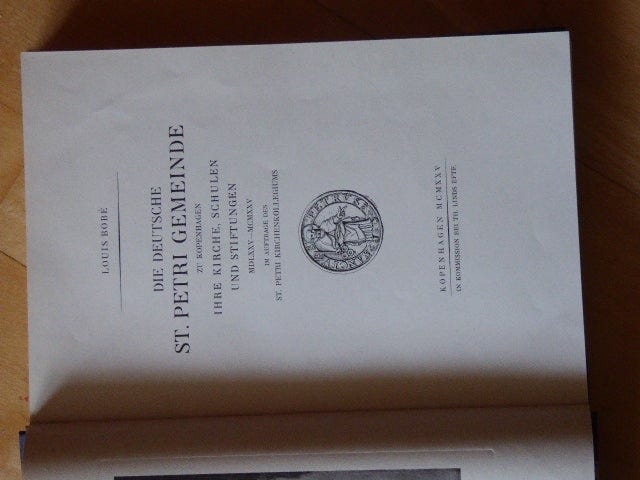 LOUIS BOBÉ
DIE DEUTSCHE
ST. PETRI GEMEINDE
ZU KOPENHAGEN
IHRE KIRCHE, SCHULEN
UND STIFTUNGEN
MDLXXV—MCMXXV
IM AUFTRAGE DES
ST. PETRI KIRCHENKOLLEGIUMS
KOPENHAGEN MCMXXV
IN KOMMISSION BEI TH. LINDS EFTF.